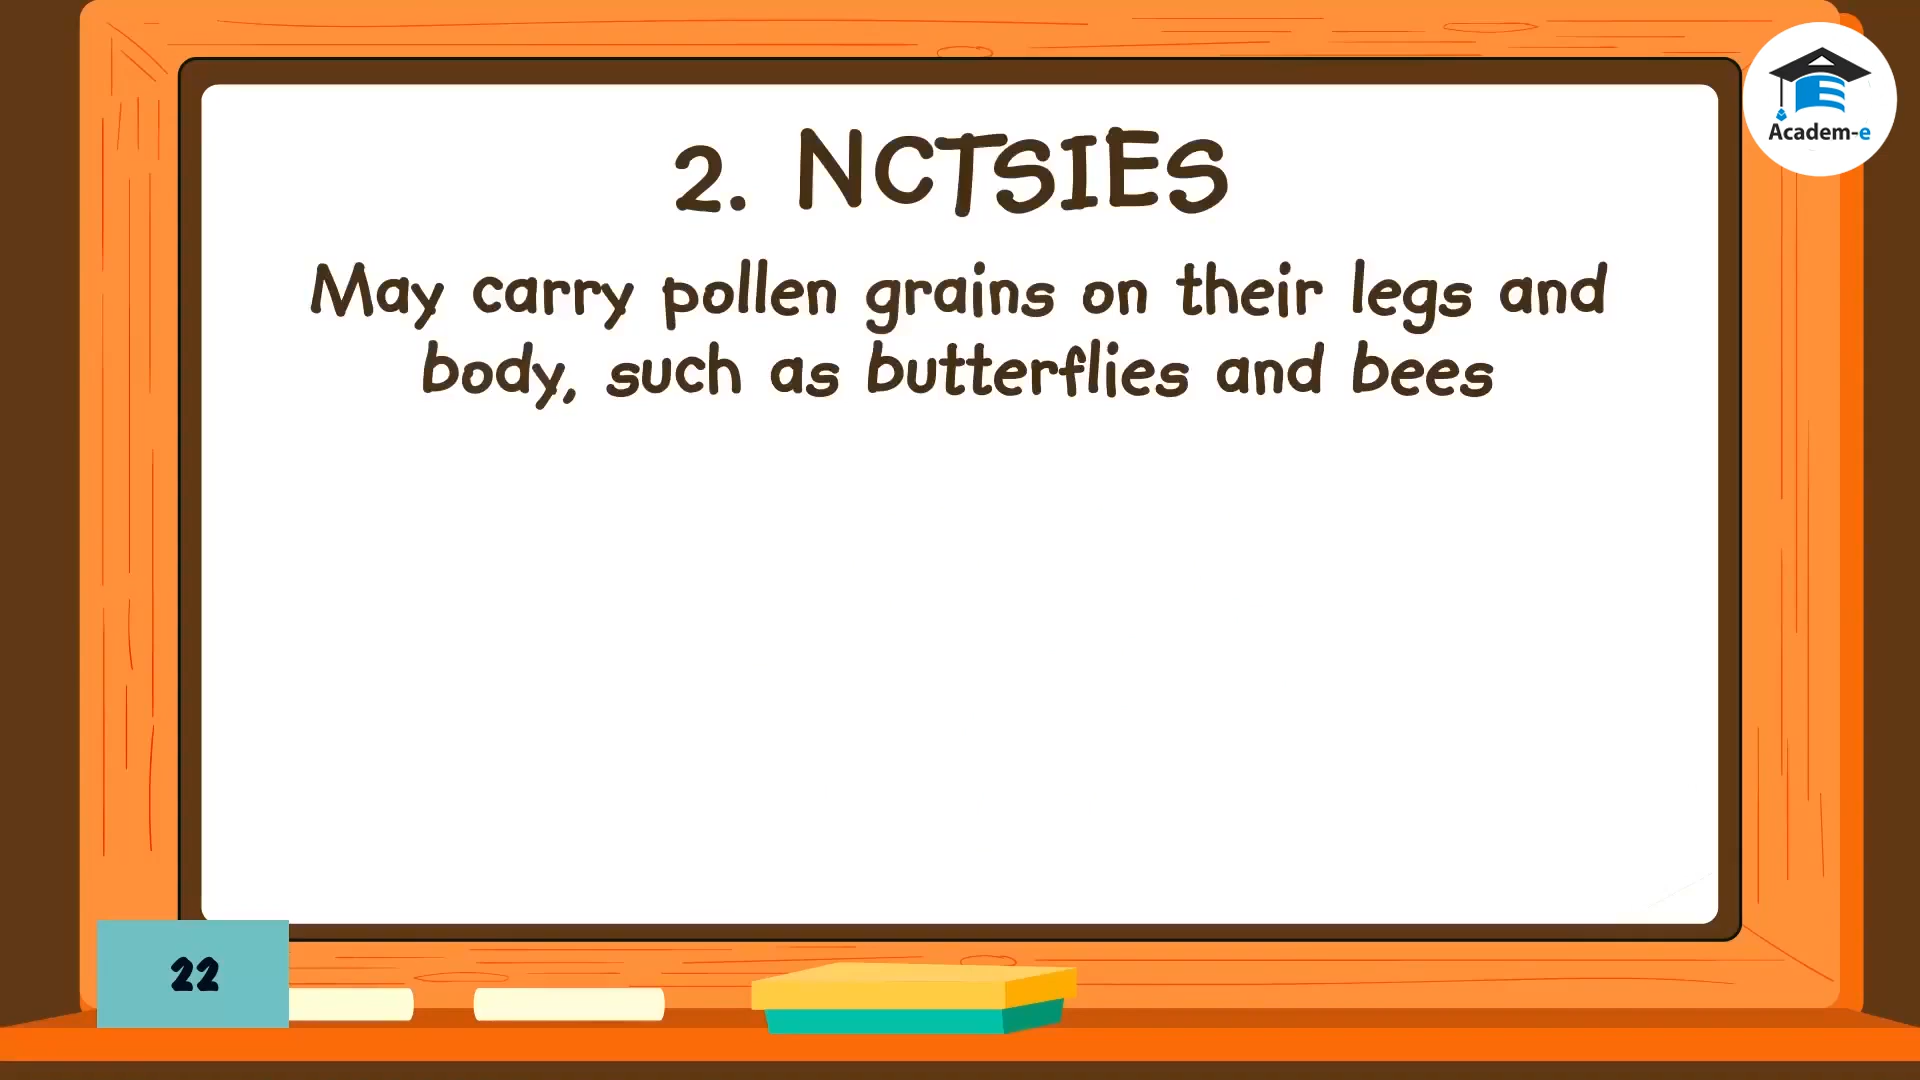 Academ-e
2. NCTSIES
May carry pollen grains on their legs and
body, such as butterflies and bees
22